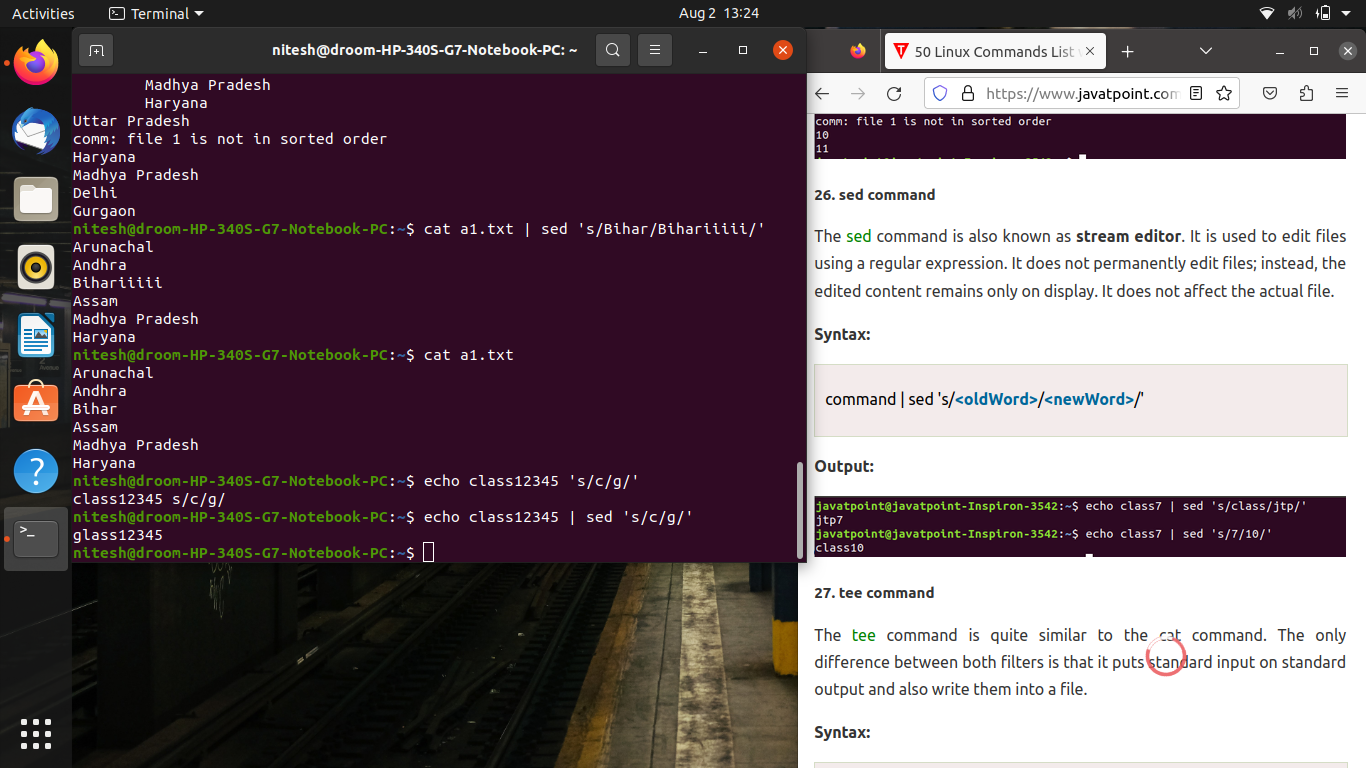 Activities
Terminal
Aug 2 13:24
nitesh@droom-HP-340S-G7-Notebook-PC: ~
Madhya Pradesh
Haryana
Uttar Pradesh
comm: file 1 is not in sorted order
Haryana
Madhya Pradesh
Delhi
Gurgaon
nitesh@droom-HP-340S-G7-Notebook-PC:~$ cat a1.txt | sed 's/Bihar/Bihariiiii/'
Arunachal
Andhra
Bihariiiii
Assam
Madhya Pradesh
Haryana
nitesh@droom-HP-340S-G7-Notebook-PC:~$ cat a1.txt
Arunachal
Andhra
Bihar
Assam
Madhya Pradesh
Haryana
nitesh@droom-HP-340S-G7-Notebook-PC:~$ echo class12345 's/c/g/'
class12345 s/c/g/
nitesh@droom-HP-340S-G7-Notebook-PC:~$ echo class12345 | sed 's/c/g/'
glass12345
nitesh@droom-HP-340S-G7-Notebook-PC:~$
50 Linux Commands List
https://www.javatpoint.com
comm: file 1 is not in sorted order
10
11
26. sed command
The sed command is also known as stream editor. It is used to edit files
using a regular expression. It does not permanently edit files; instead, the
edited content remains only on display. It does not affect the actual file.
Syntax:
command | sed 's/<oldWord>/<newWord>/'
Output:
javatpoint@javatpoint-Inspiron-3542:~$ echo class7 | sed 's/class/jtp/'
jtp7
javatpoint@javatpoint-Inspiron-3542:~$ echo class7 | sed 's/7/10/'
class10
27. tee command
The tee command is quite similar to the cat command. The only
difference between both filters is that it puts standard input on standard
output and also write them into a file.
Syntax: